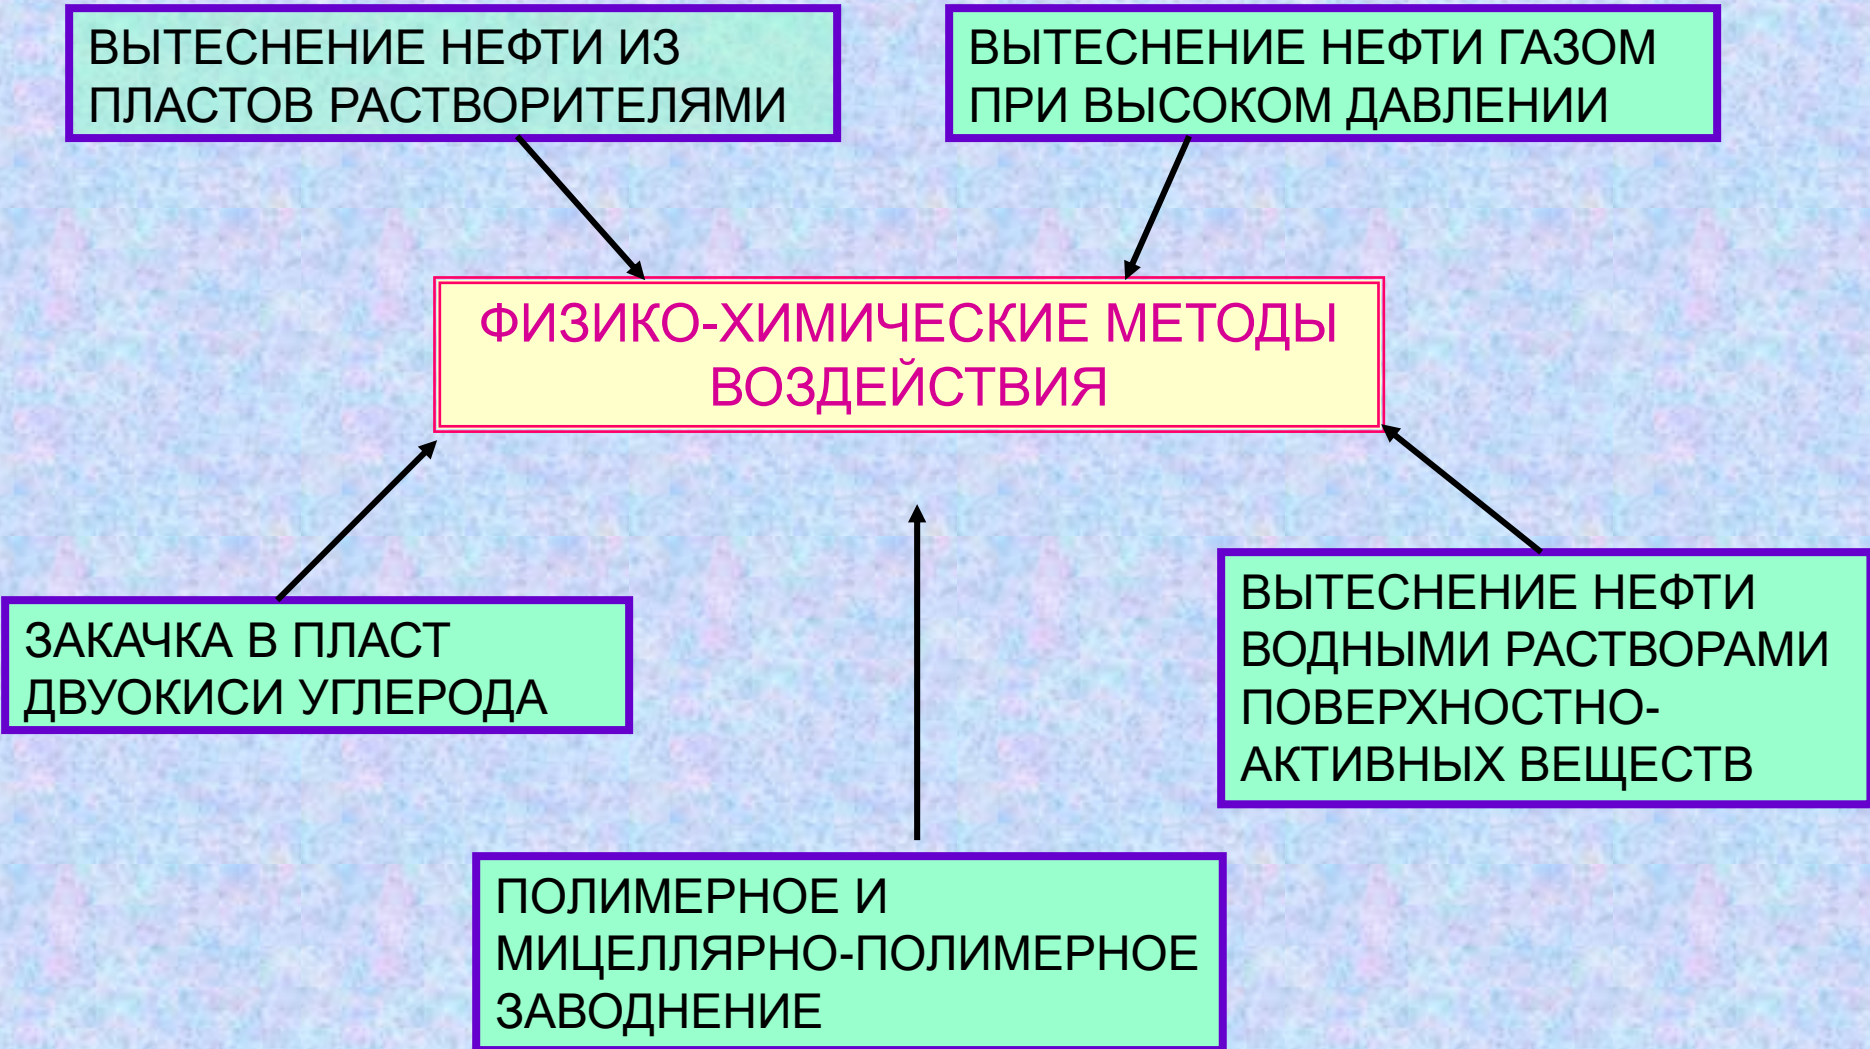 ВЫТЕСНЕНИЕ НЕФТИ ИЗ
ПЛАСТОВ РАСТВОРИТЕЛЯМИ
ВЫТЕСНЕНИЕ НЕФТИ ГАЗОМ
ПРИ ВЫСОКОМ ДАВЛЕНИИ
ФИЗИКО-ХИМИЧЕСКИЕ МЕТОДЫ
ВОЗДЕЙСТВИЯ
ЗАКАЧКА В ПЛАСТ
ДВУОКИСИ УГЛЕРОДА
ВЫТЕСНЕНИЕ НЕФТИ
ВОДНЫМИ РАСТВОРАМИ
ПОВЕРХНОСТНО-
АКТИВНЫХ ВЕЩЕСТВ
ПОЛИМЕРНОЕ И
МИЦЕЛЛЯРНО-ПОЛИМЕРНОЕ
ЗАВОДНЕНИЕ